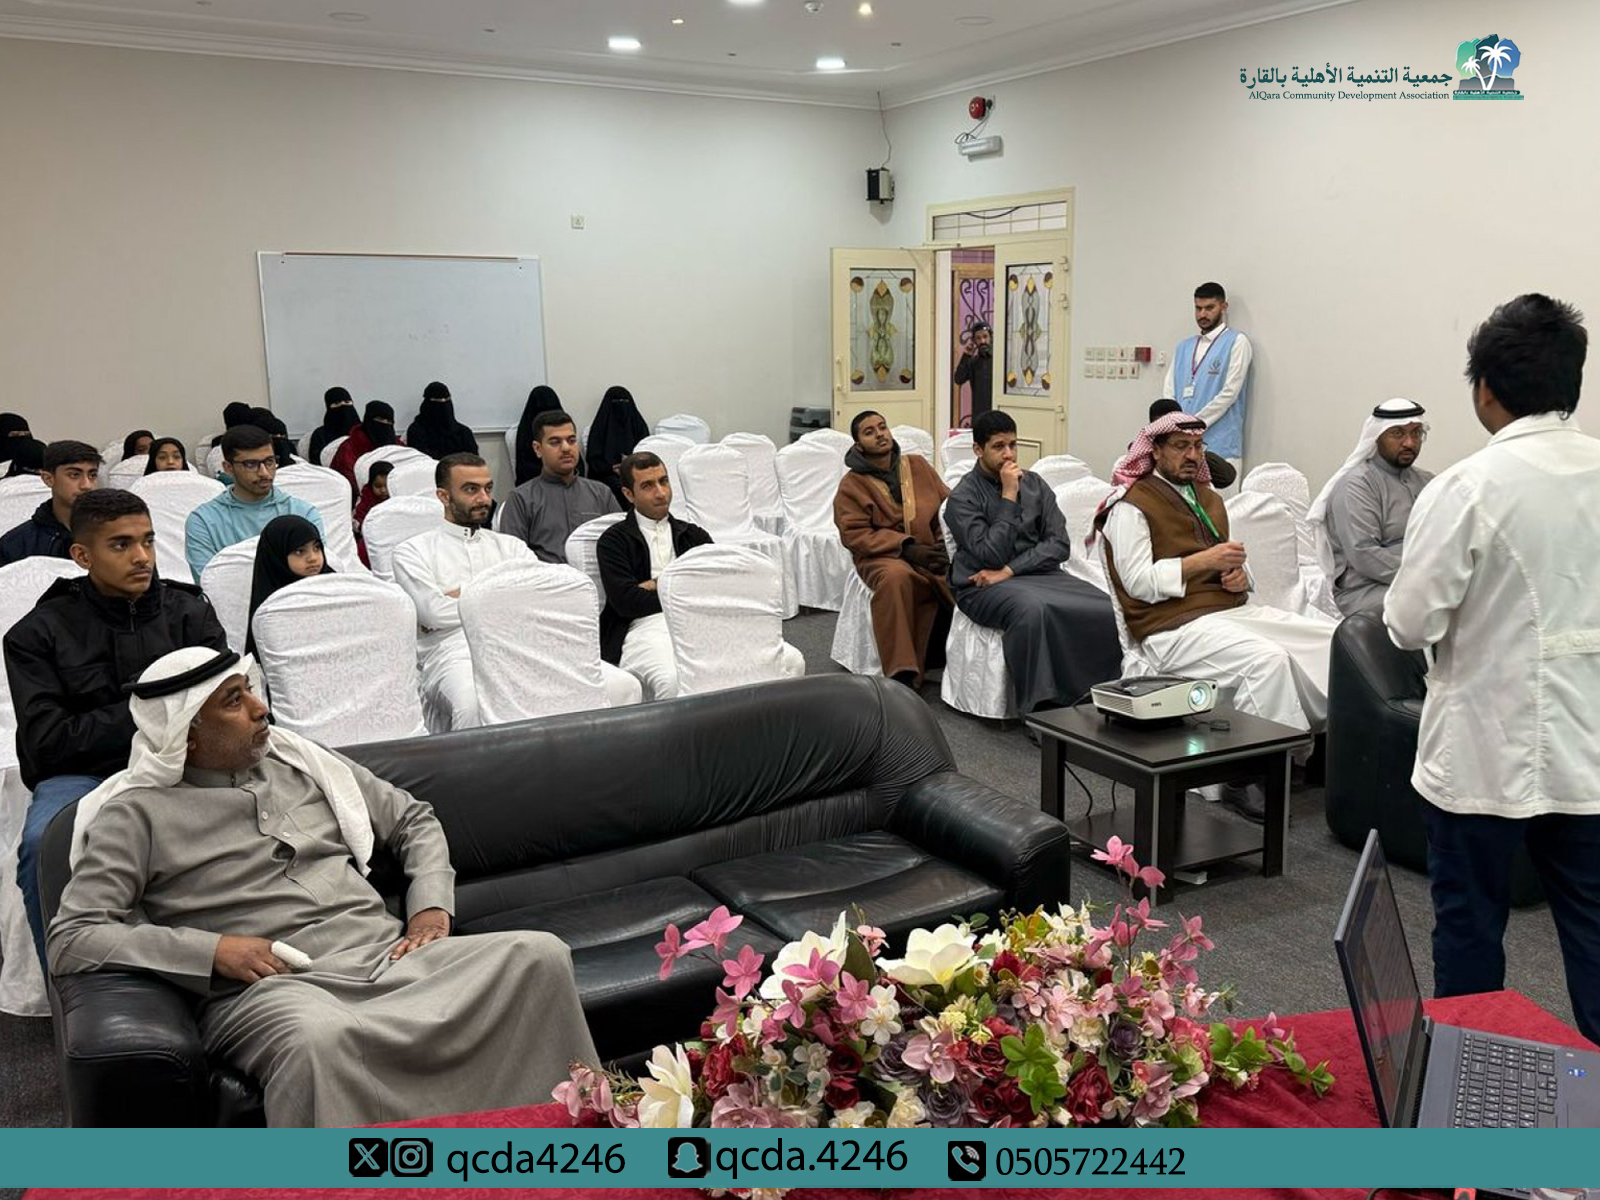 جمعية التنمية الأهلية بالقارة
AlQara Community Development Association
qcda4246
qcda.4246
0505722442